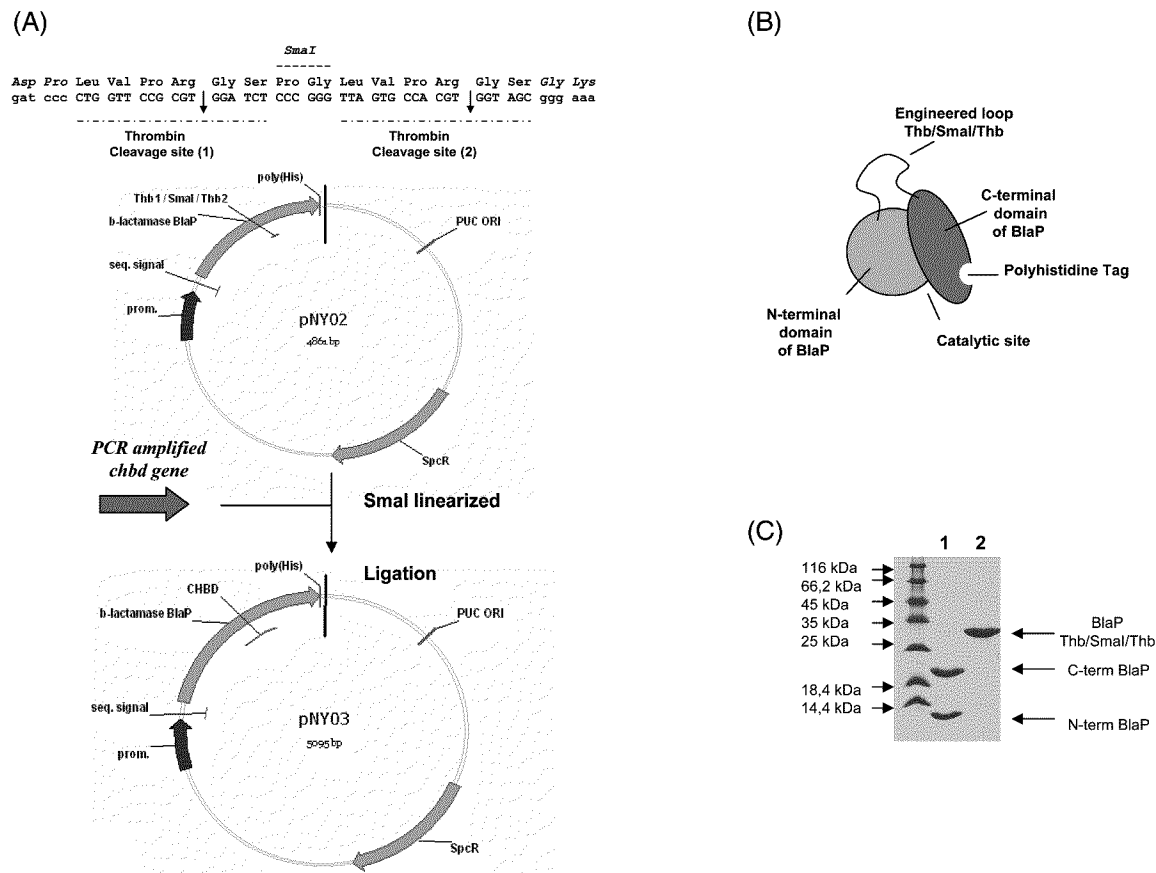 (A)
SmaI
Asp Pro Leu Val Pro Arg Gly Ser Pro Gly Leu Val Pro Arg Gly Ser Gly Lys
gat ccc CTG GTT CCG CGT GGA TCT CCC GGG TTA GTG CCA CGT GGT AGC ggg aaa
Thrombin
Cleavage site (1)
Thrombin
Cleavage site (2)
poly(His)
Thb1/SmaI/Thb2
b-lactamase BlaP
PUC ORI
seq. signal
prom.
pNY02
4861 bp
SpcR
PCR amplified
chbd gene
SmaI linearized
Ligation
poly(His)
CHBD
b-lactamase BlaP
PUC ORI
seq. signal
prom.
pNY03
5095 bp
SpcR
(B)
Engineered loop
Thb/SmaI/Thb
C-terminal
domain
of BlaP
Polyhistidine Tag
N-terminal
domain
of BlaP
Catalytic site
(C)
1 2
116 kDa
66,2 kDa
45 kDa
35 kDa
25 kDa
18,4 kDa
14,4 kDa
BlaP
Thb/SmaI/Thb
C-term BlaP
N-term BlaP